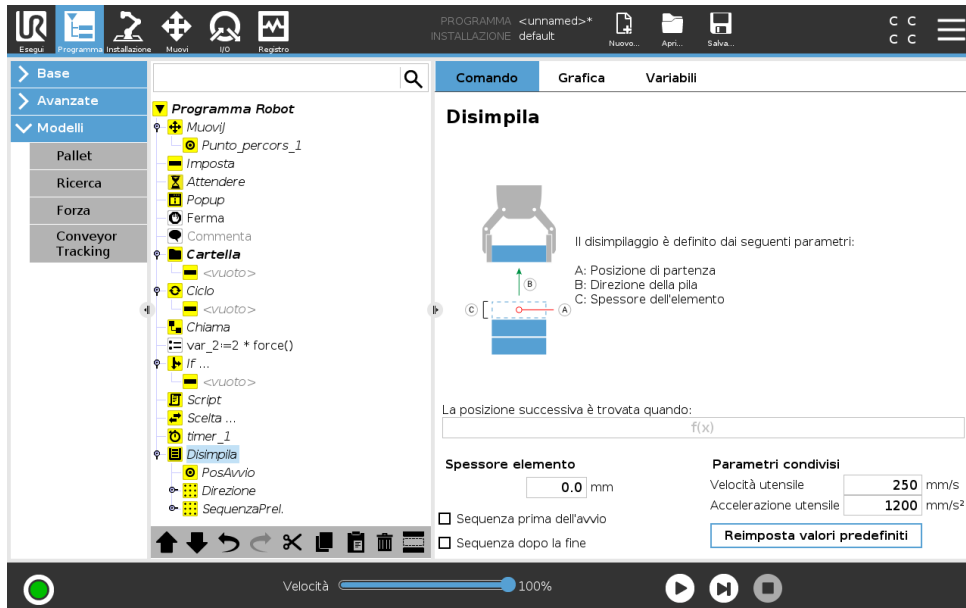 PROGRAMMA <unnamed>*
INSTALLAZIONE default
UR
Esegui
Programma
Installazione
Muovi
I/O
Registro
Nuovo...
Apri...
Salva...
C C
C C
Base
Avanzate
Modelli
Pallet
Ricerca
Forza
Conveyor
Tracking
Programma Robot
MuoviJ
Punto_percors_1
Imposta
Attendere
Popup
Ferma
Commenta
Cartella
<vuoto>
Ciclo
<vuoto>
Chiama
var_2:=2 * force()
If ...
<vuoto>
Script
Scelta ...
timer_1
Disimpila
PosAvvio
Direzione
SequenzaPrel.
Comando
Grafica
Variabili
Disimpila
Il disimpilaggio è definito dai seguenti parametri:
A: Posizione di partenza
B: Direzione della pila
C: Spessore dell'elemento
B
C
A
La posizione successiva è trovata quando:
f(x)
Spessore elemento
0.0 mm
Sequenza prima dell'avvio
Sequenza dopo la fine
Parametri condivisi
Velocità utensile 250 mm/s
Accelerazione utensile 1200 mm/s²
Reimposta valori predefiniti
Velocità 100%